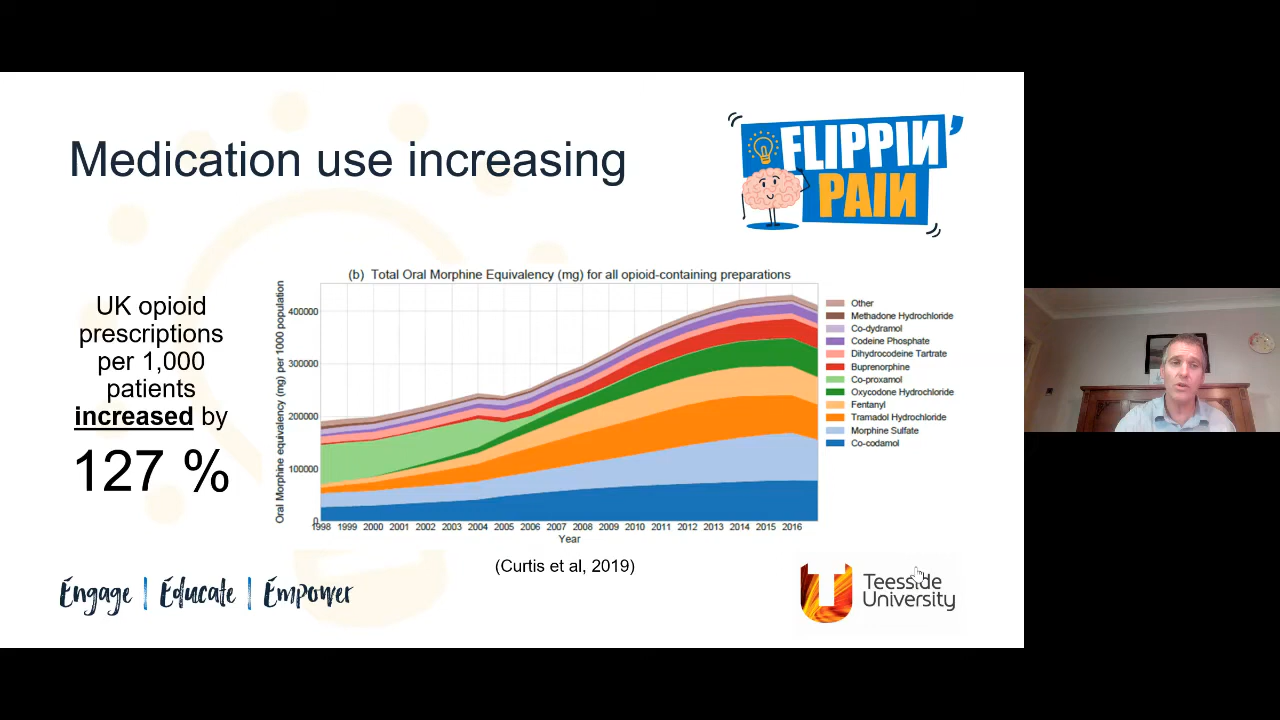 Medication use increasing
FLIPPIN'
PAIN
UK opioid
prescriptions
per 1,000
patients
increased by
127 %
(b) Total Oral Morphine Equivalency (mg) for all opioid-containing preparations
Oral Morphine equivalency (mg) per 1000 population
400000
300000
200000
100000
0
1998 1999 2000 2001 2002 2003 2004 2005 2006 2007 2008 2009 2010 2011 2012 2013 2014 2015 2016
Year
Other
Methadone Hydrochloride
Co-dydramol
Codeine Phosphate
Dihydrocodeine Tartrate
Buprenorphine
Co-proxamol
Oxycodone Hydrochloride
Fentanyl
Tramadol Hydrochloride
Morphine Sulfate
Co-codamol
(Curtis et al, 2019)
Engage | Educate | Empower
Teesside
University